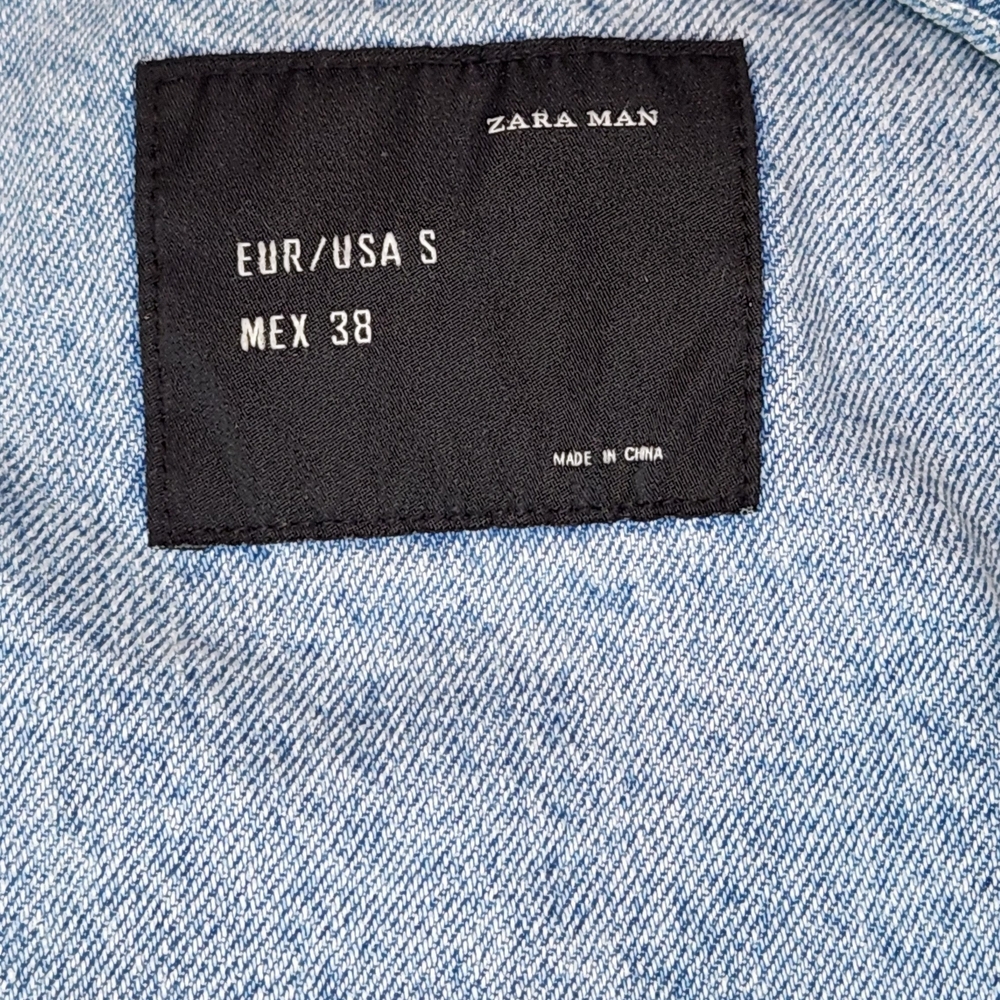 ZARA MAN
EUR/USA S
MEX 38
MADE IN CHINA